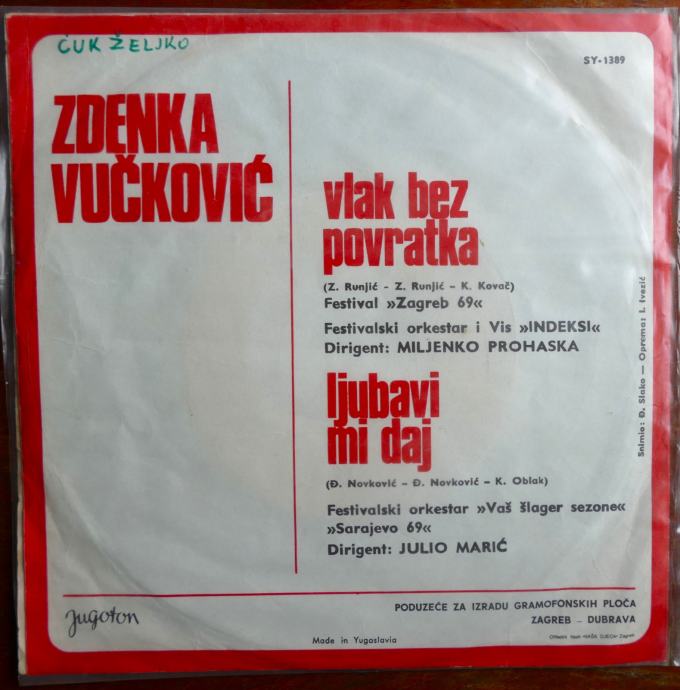 ČUK ŽELJKO
SY-1389
ZDENKA
VUČKOVIĆ
vlak bez
povratka
(Z. Runjić - Z. Runjić - K. Kovač)
Festival »Zagreb 69«
Festivalski orkestar i Vis »INDEKSI«
Dirigent: MILJENKO PROHASKA
ljubavi
mi daj
(Đ. Novković - Đ. Novković - K. Oblak)
Festivalski orkestar »Vaš šlager sezone«
»Sarajevo 69«
Dirigent: JULIO MARIĆ
Snimio: Đ. Slako — Oprema: I. Ivezić
Jugoton
PODUZEĆE ZA IZRADU GRAMOFONSKIH PLOČA
ZAGREB - DUBRAVA
Made in Yugoslavia
Zagreb